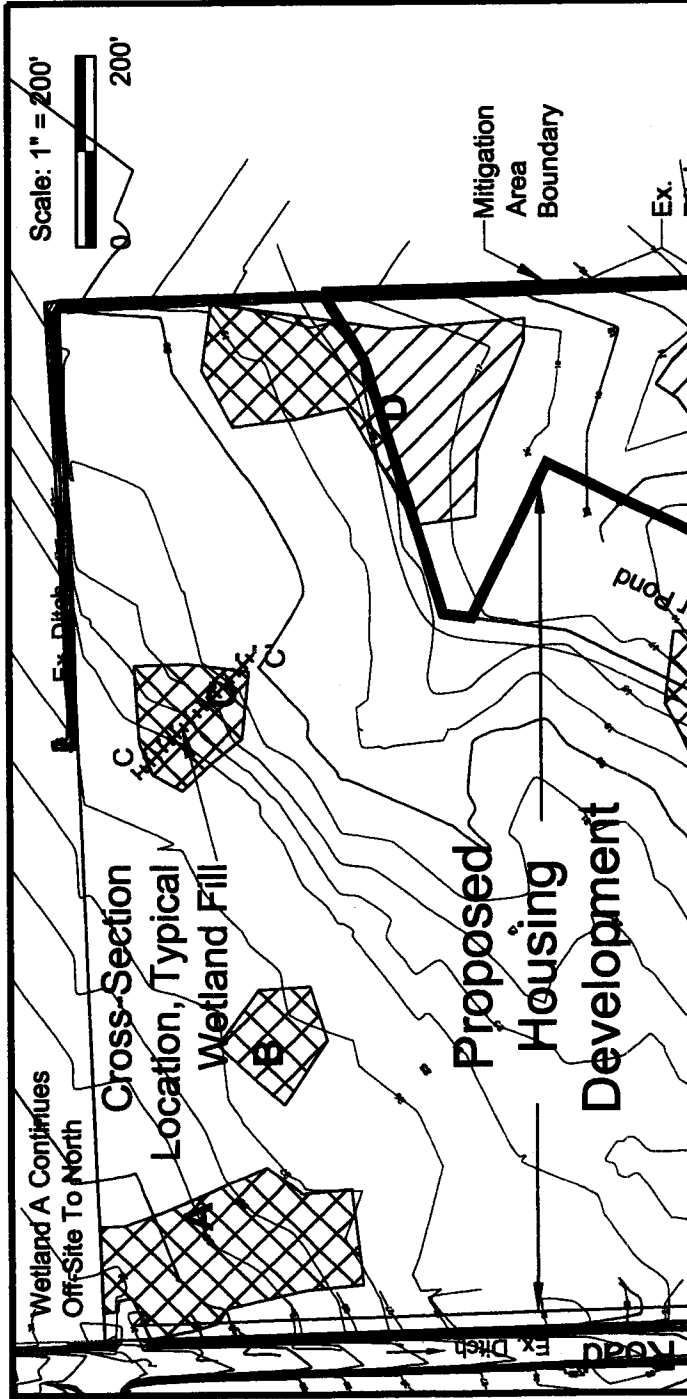 Scale: 1" = 200'
0
200'
Wetland A Continues
Off-Site To North
Ex. Ditch
Cross-Section
Location, Typical
Wetland Fill
C
C'
C
A
B
D
Mitigation
Area
Boundary
Ex.
Proposed
Housing
Development
Pond
Ex. Ditch
Road